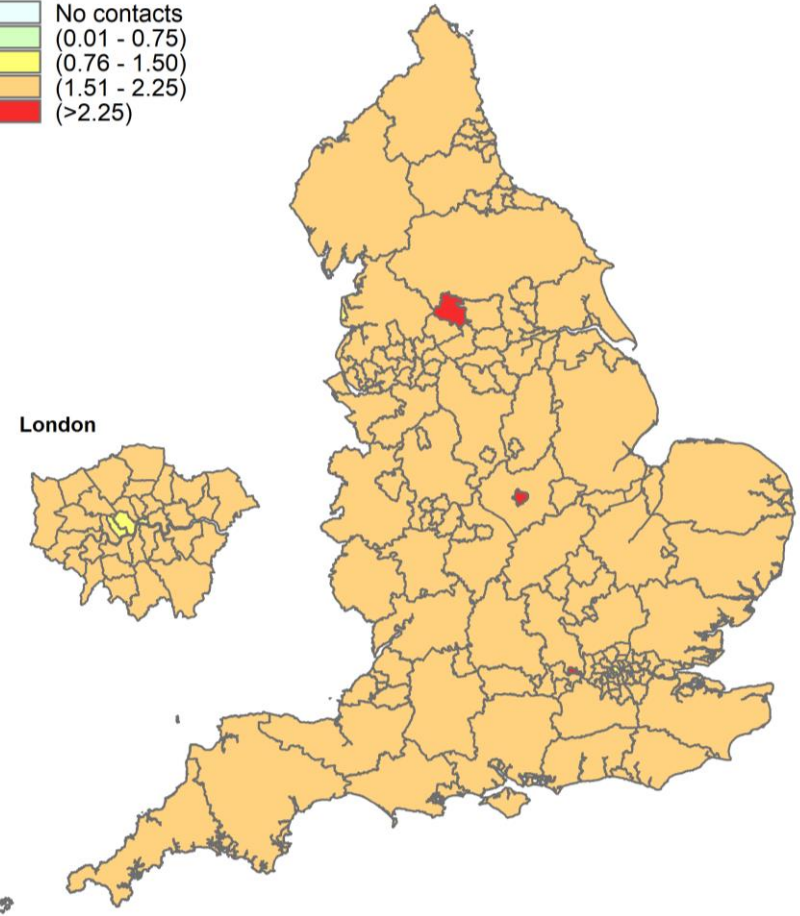 No contacts
(0.01 - 0.75)
(0.76 - 1.50)
(1.51 - 2.25)
(>2.25)
London